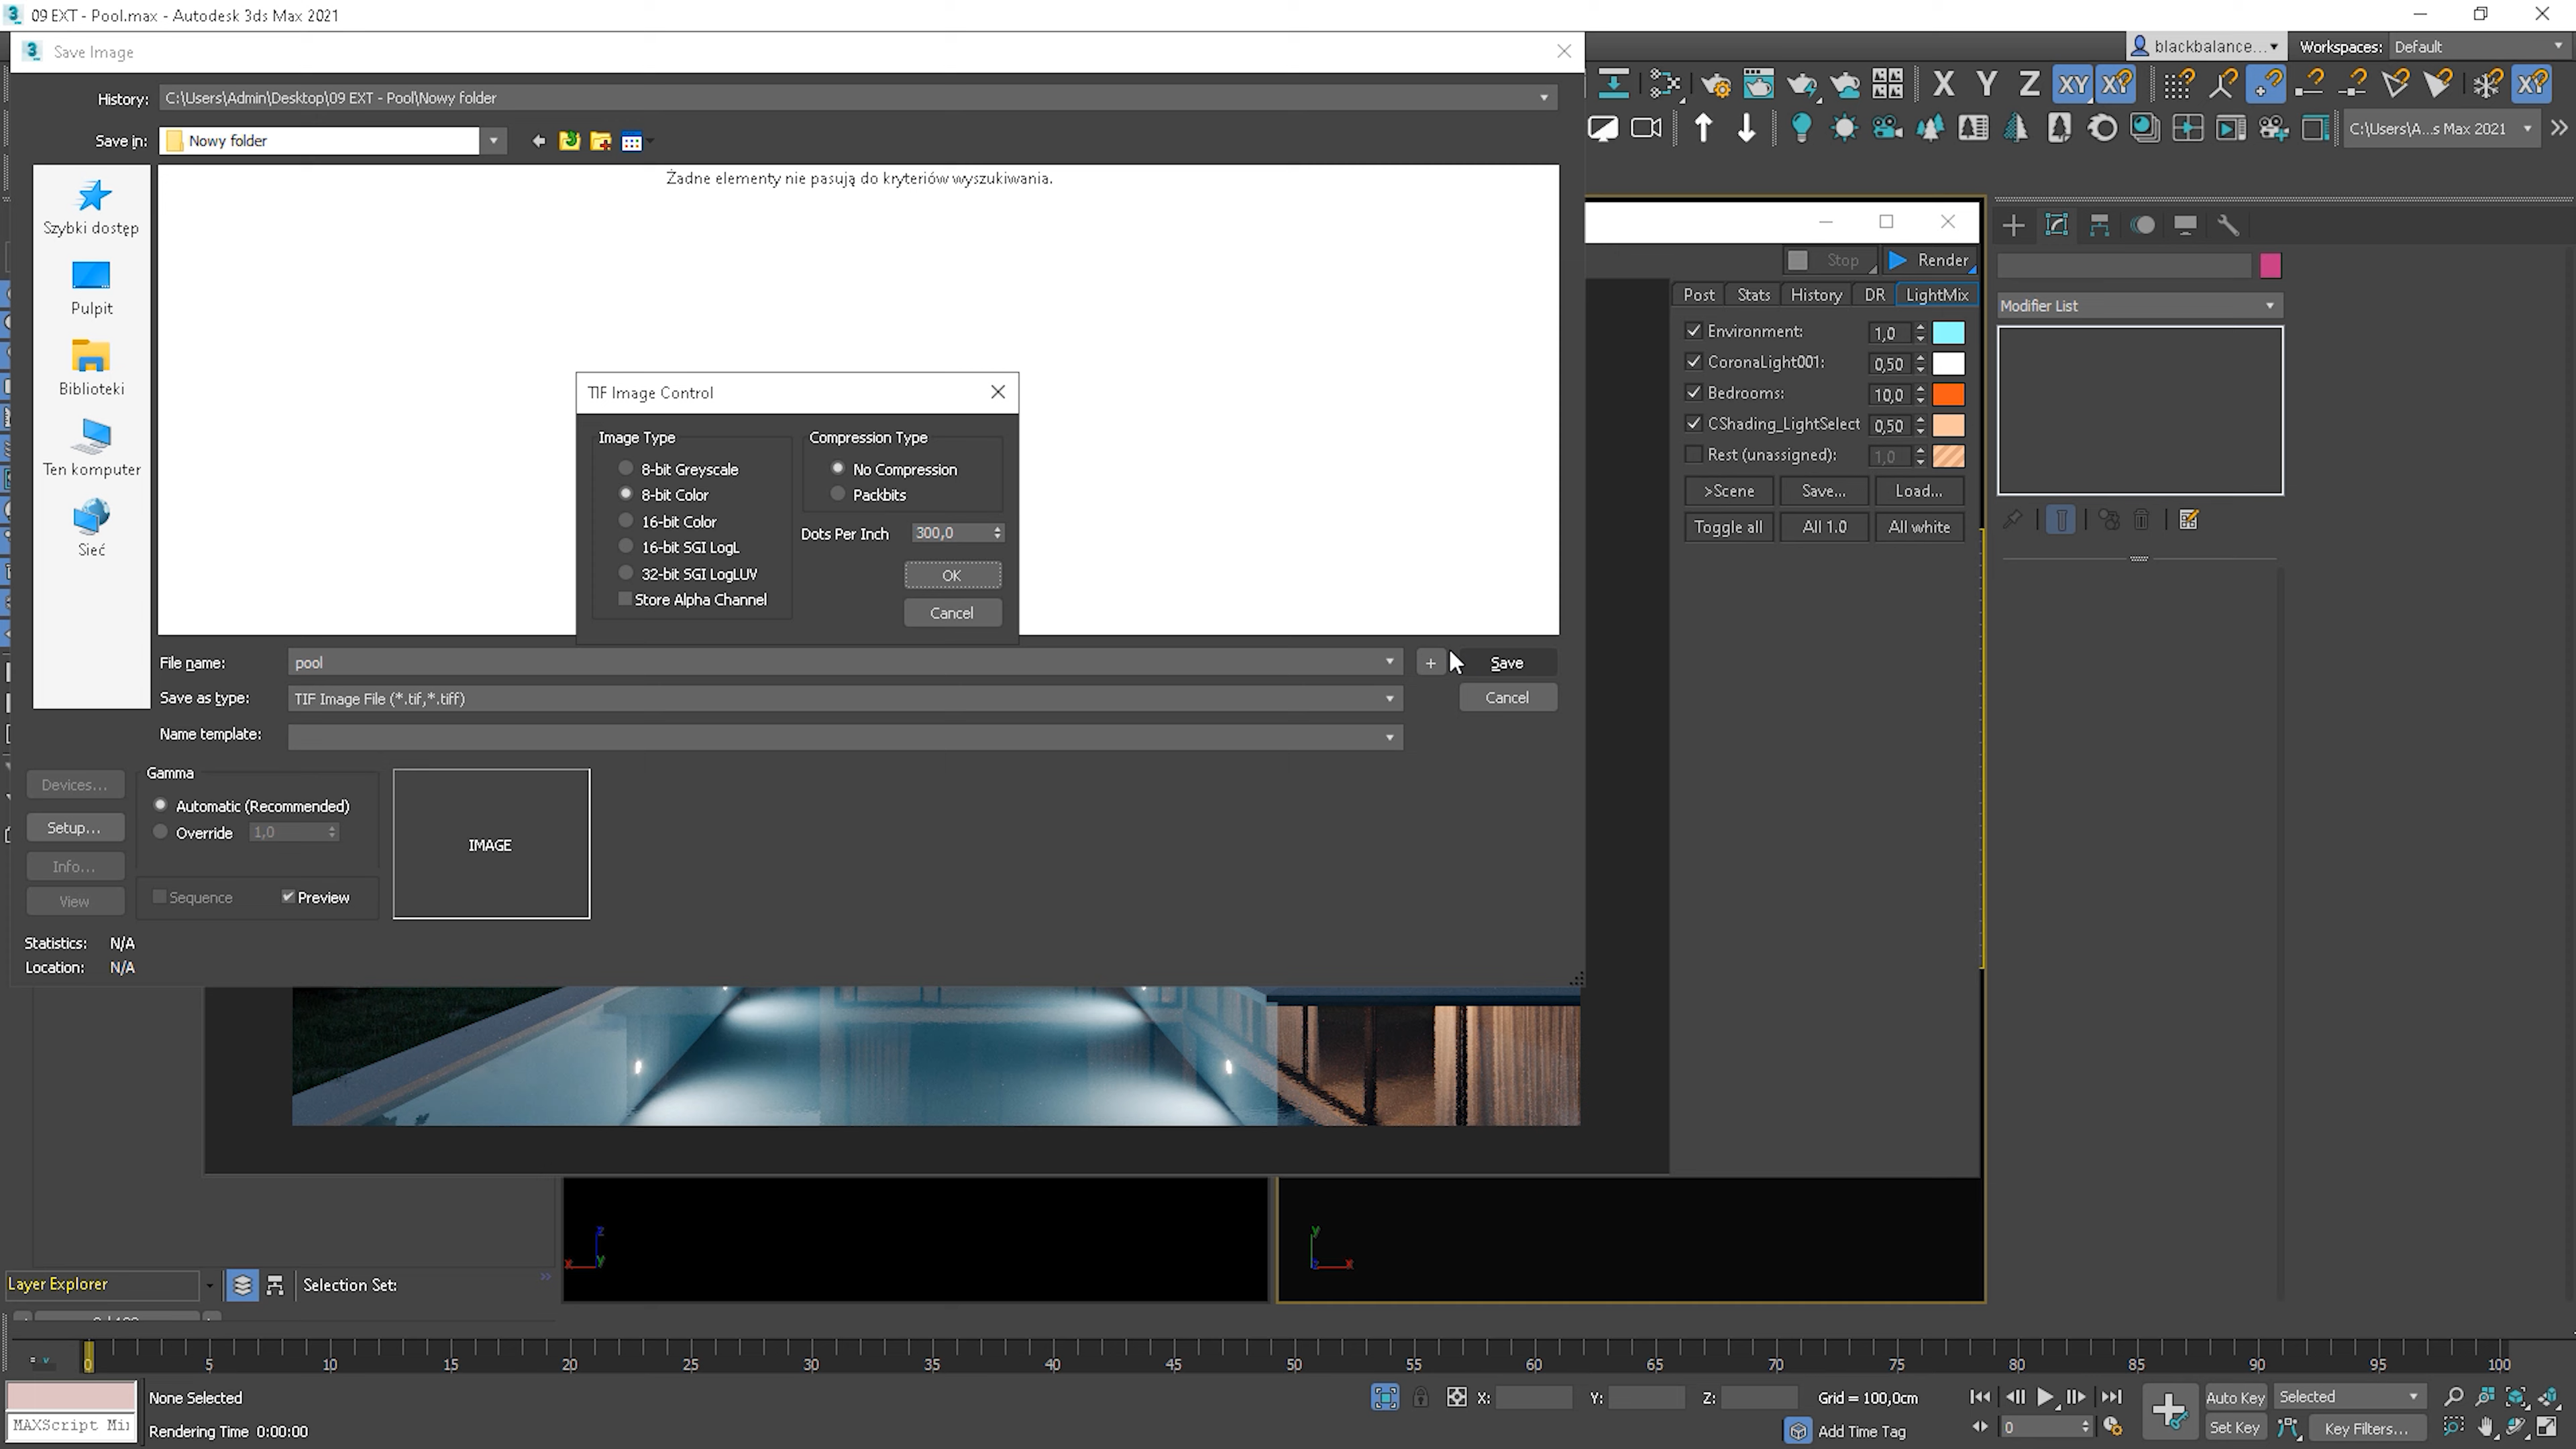 09 EXT - Pool.max - Autodesk 3ds Max 2021
Save Image
blackbalance...
Workspaces: Default
History: C:\Users\Admin\Desktop\09 EXT - Pool\Nowy folder
X Y Z XY XY
Save in: Nowy folder
C:\Users\A...s Max 2021
Żadne elementy nie pasują do kryteriów wyszukiwania.
Szybki dostęp
Pulpit
Biblioteki
Ten komputer
Sieć
Stop Render
Post Stats History DR LightMix
Modifier List
Environment: 1,0
CoronaLight001: 0,50
Bedrooms: 10,0
CShading_LightSelect 0,50
Rest (unassigned): 1,0
>Scene Save... Load...
Toggle all All 1.0 All white
TIF Image Control
Image Type
8-bit Greyscale
8-bit Color
16-bit Color
16-bit SGI LogL
32-bit SGI LogLUV
Store Alpha Channel
Compression Type
No Compression
Packbits
Dots Per Inch 300,0
OK
Cancel
File name: pool
+ Save
Save as type: TIF Image File (*.tif,*.tiff)
Cancel
Name template:
Devices...
Setup...
Info...
View
Gamma
Automatic (Recommended)
Override 1,0
Sequence Preview
IMAGE
Statistics: N/A
Location: N/A
z
x y
y
z x
Layer Explorer
Selection Set:
0 5 10 15 20 25 30 35 40 45 50 55 60 65 70 75 80 85 90 95 100
None Selected
X: Y: Z: Grid = 100,0cm
Auto Key Selected
MAXScript Mi
Rendering Time 0:00:00
Add Time Tag
0
Set Key Key Filters...